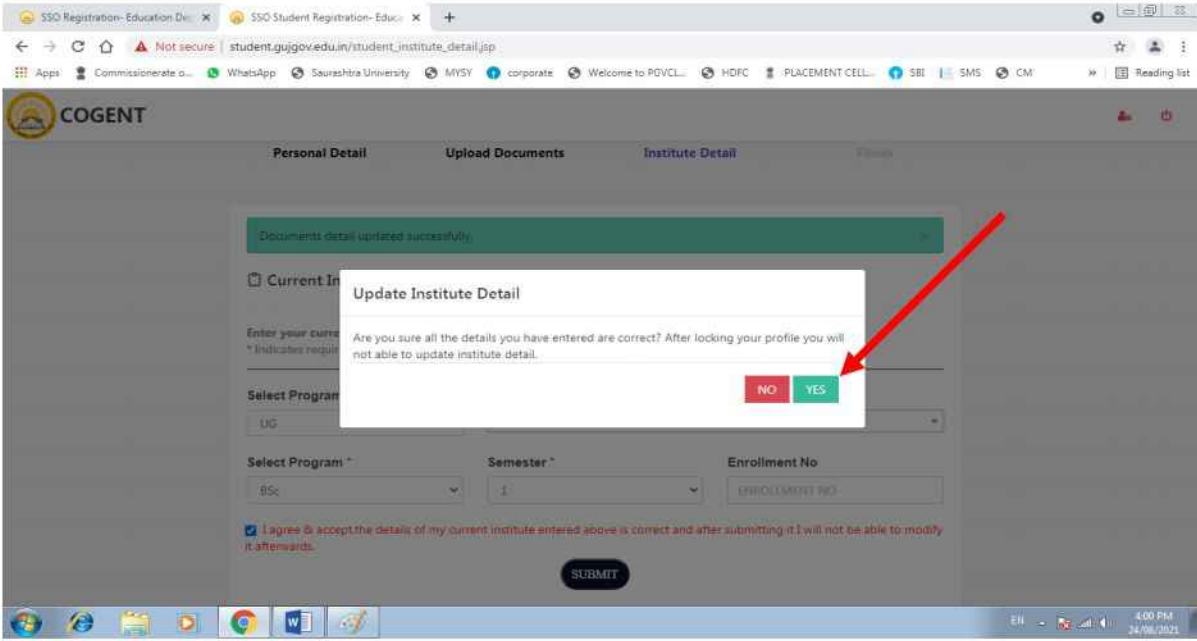 SSO Registration- Education De
SSO Student Registration- Educa
Not secure
student.gujgov.edu.in/student_institute_detail.jsp
Apps
Commissionerate o...
WhatsApp
Saurashtra University
MYSY
corporate
Welcome to PGVCL...
HDFC
PLACEMENT CELL...
SBI
SMS
CM
»
Reading list
COGENT
Personal Detail
Upload Documents
Institute Detail
Finish
Documents detail updated successfully.
Current In
Update Institute Detail
Enter your curre
* Indicates requir
Are you sure all the details you have entered are correct? After locking your profile you will
not able to update institute detail.
NO
YES
Select Program
UG
Select Program *
Semester *
Enrollment No
BSc
1
ENROLLMENT NO
I agree & accept the details of my current institute entered above is correct and after submitting it I will not be able to modify
it afterwards.
SUBMIT
EN
4:00 PM
24/08/2021